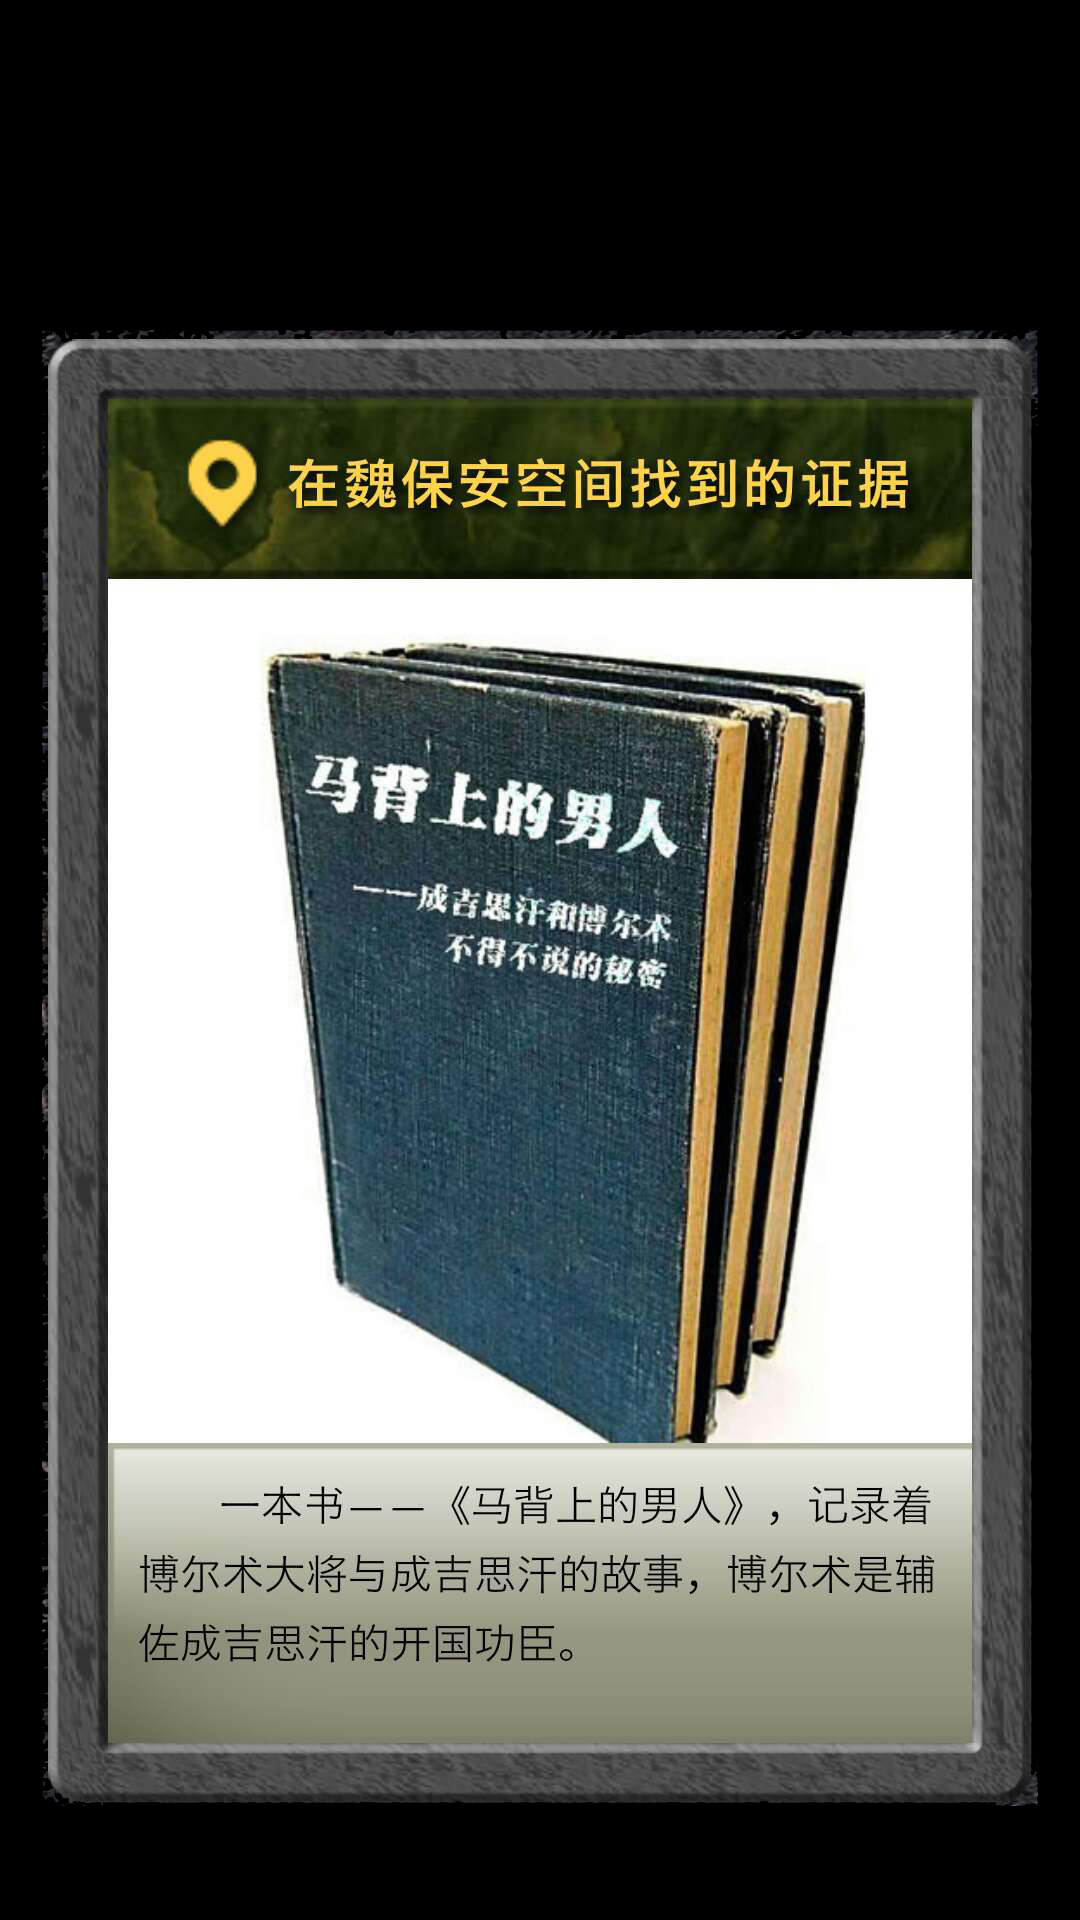 在魏保安空间找到的证据
马背上的男人
——成吉思汗和博尔术
不得不说的秘密
一本书——《马背上的男人》，记录着
博尔术大将与成吉思汗的故事，博尔术是辅
佐成吉思汗的开国功臣。